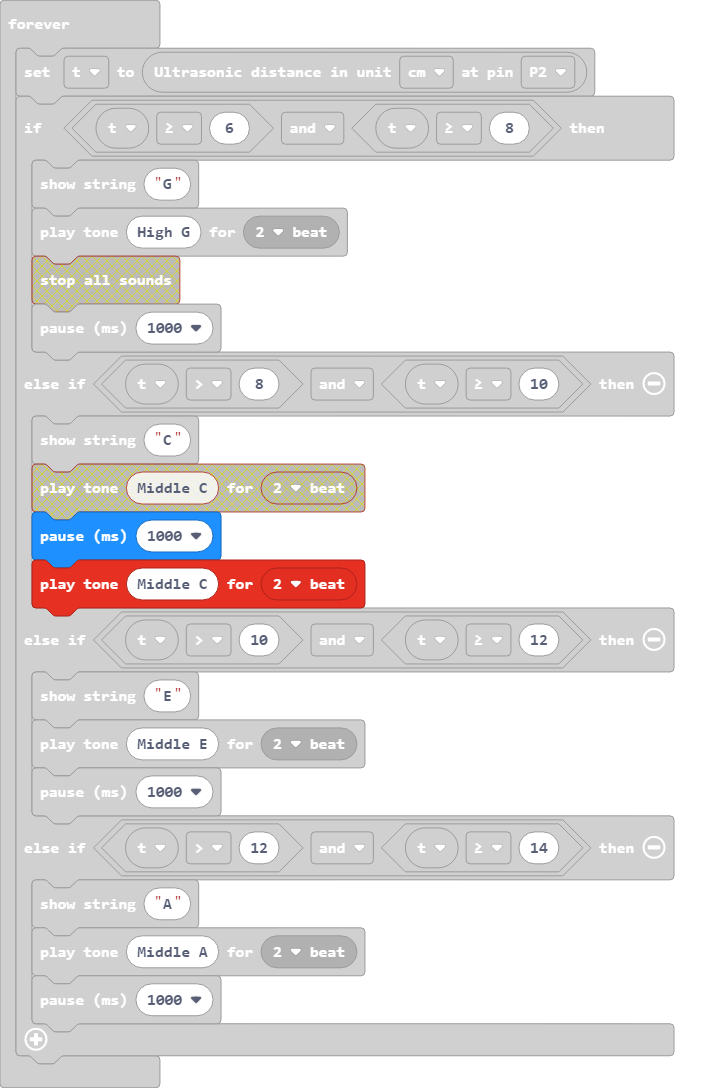 forever
set t to Ultrasonic distance in unit cm at pin P2
if t ≥ 6 and t ≥ 8 then
show string "G"
play tone High G for 2 beat
stop all sounds
pause (ms) 1000
else if t > 8 and t ≥ 10 then
show string "C"
play tone Middle C for 2 beat
pause (ms) 1000
play tone Middle C for 2 beat
else if t > 10 and t ≥ 12 then
show string "E"
play tone Middle E for 2 beat
pause (ms) 1000
else if t > 12 and t ≥ 14 then
show string "A"
play tone Middle A for 2 beat
pause (ms) 1000